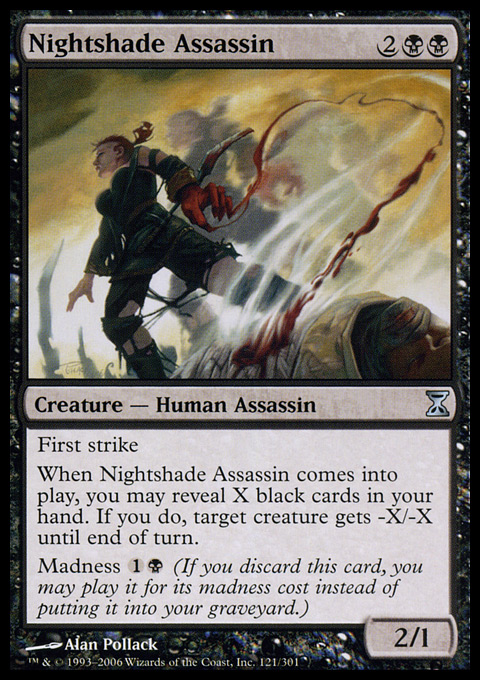 Nightshade Assassin 2
Creature — Human Assassin
First strike
When Nightshade Assassin comes into
play, you may reveal X black cards in your
hand. If you do, target creature gets -X/-X
until end of turn.
Madness 1 (If you discard this card, you
may play it for its madness cost instead of
putting it into your graveyard.)
Alan Pollack
2/1
™ & © 1993–2006 Wizards of the Coast, Inc. 121/301